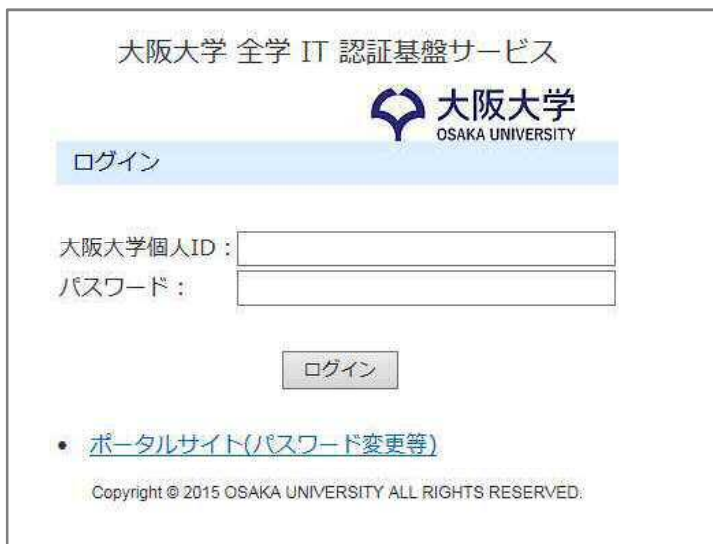 大阪大学 全学 IT 認証基盤サービス
大阪大学
OSAKA UNIVERSITY
ログイン
大阪大学個人ID：
パスワード：
ログイン
• ポータルサイト(パスワード変更等)
Copyright © 2015 OSAKA UNIVERSITY ALL RIGHTS RESERVED.